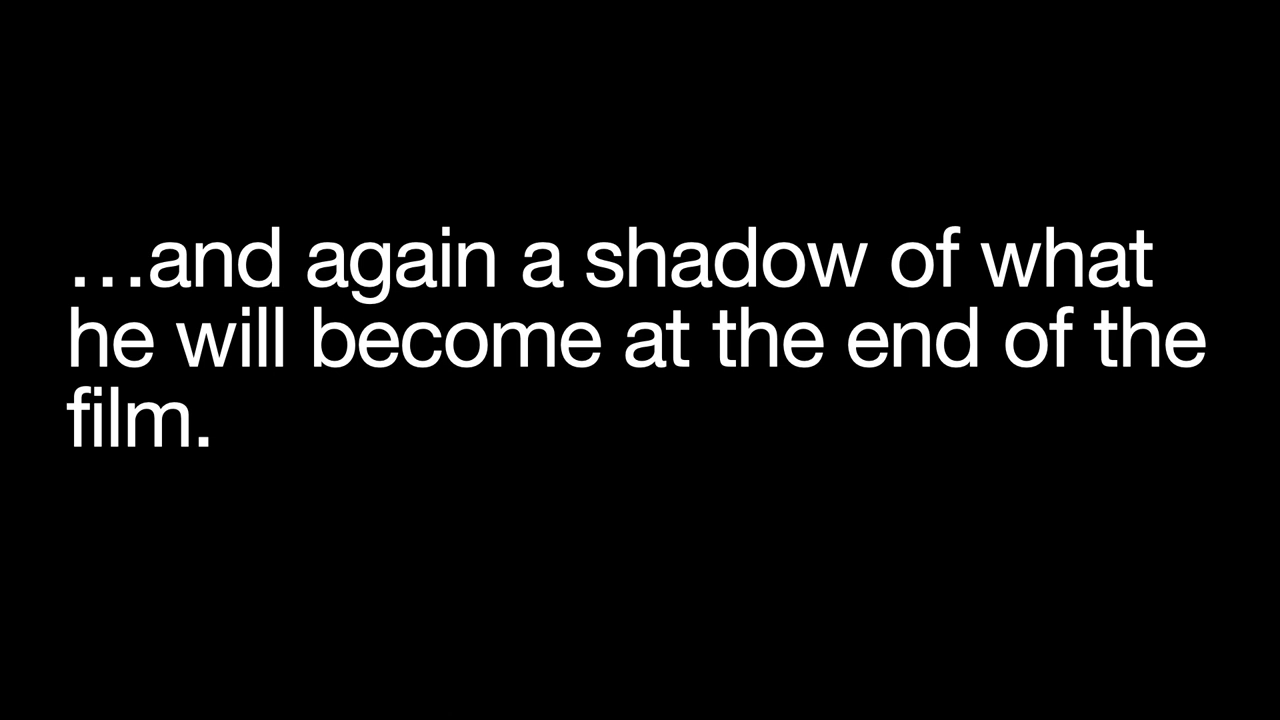 …and again a shadow of what
he will become at the end of the
film.